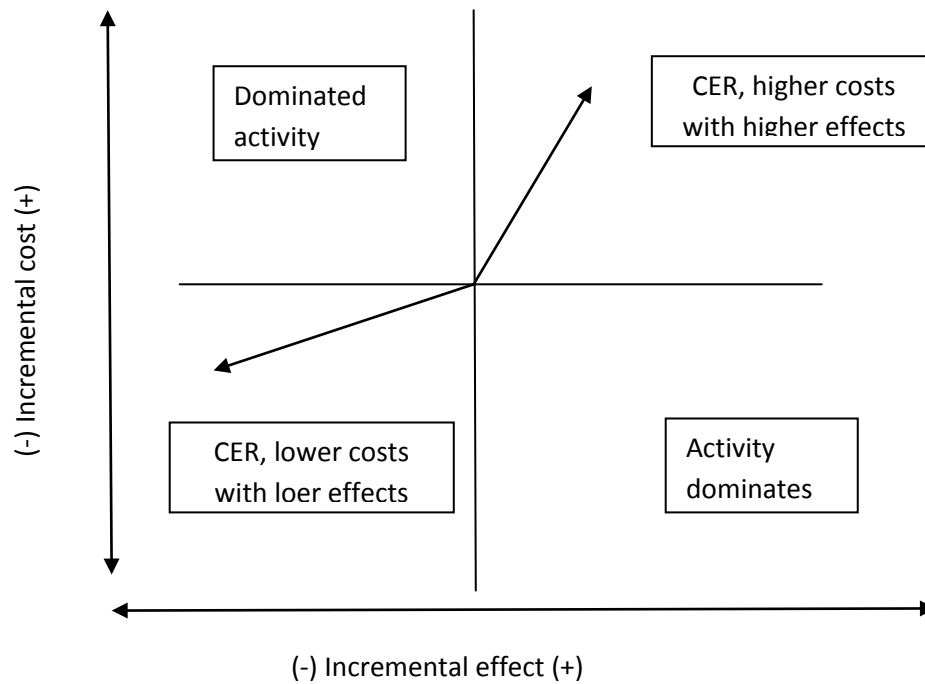 Dominated
activity
CER, higher costs
with higher effects
(-) Incremental cost (+)
CER, lower costs
with loer effects
Activity
dominates
(-) Incremental effect (+)